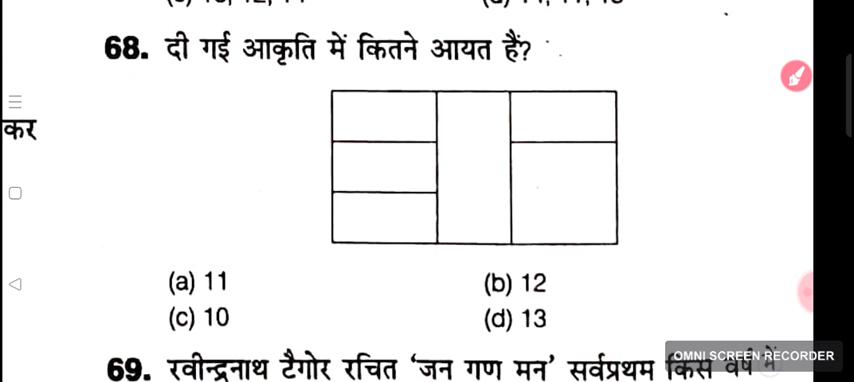 68. दी गई आकृति में कितने आयत हैं?
कर
(a) 11
(b) 12
(c) 10
(d) 13
69. रवीन्द्रनाथ टैगोर रचित ‘जन गण मन’ सर्वप्रथम किस वर्ष में
OMNI SCREEN RECORDER